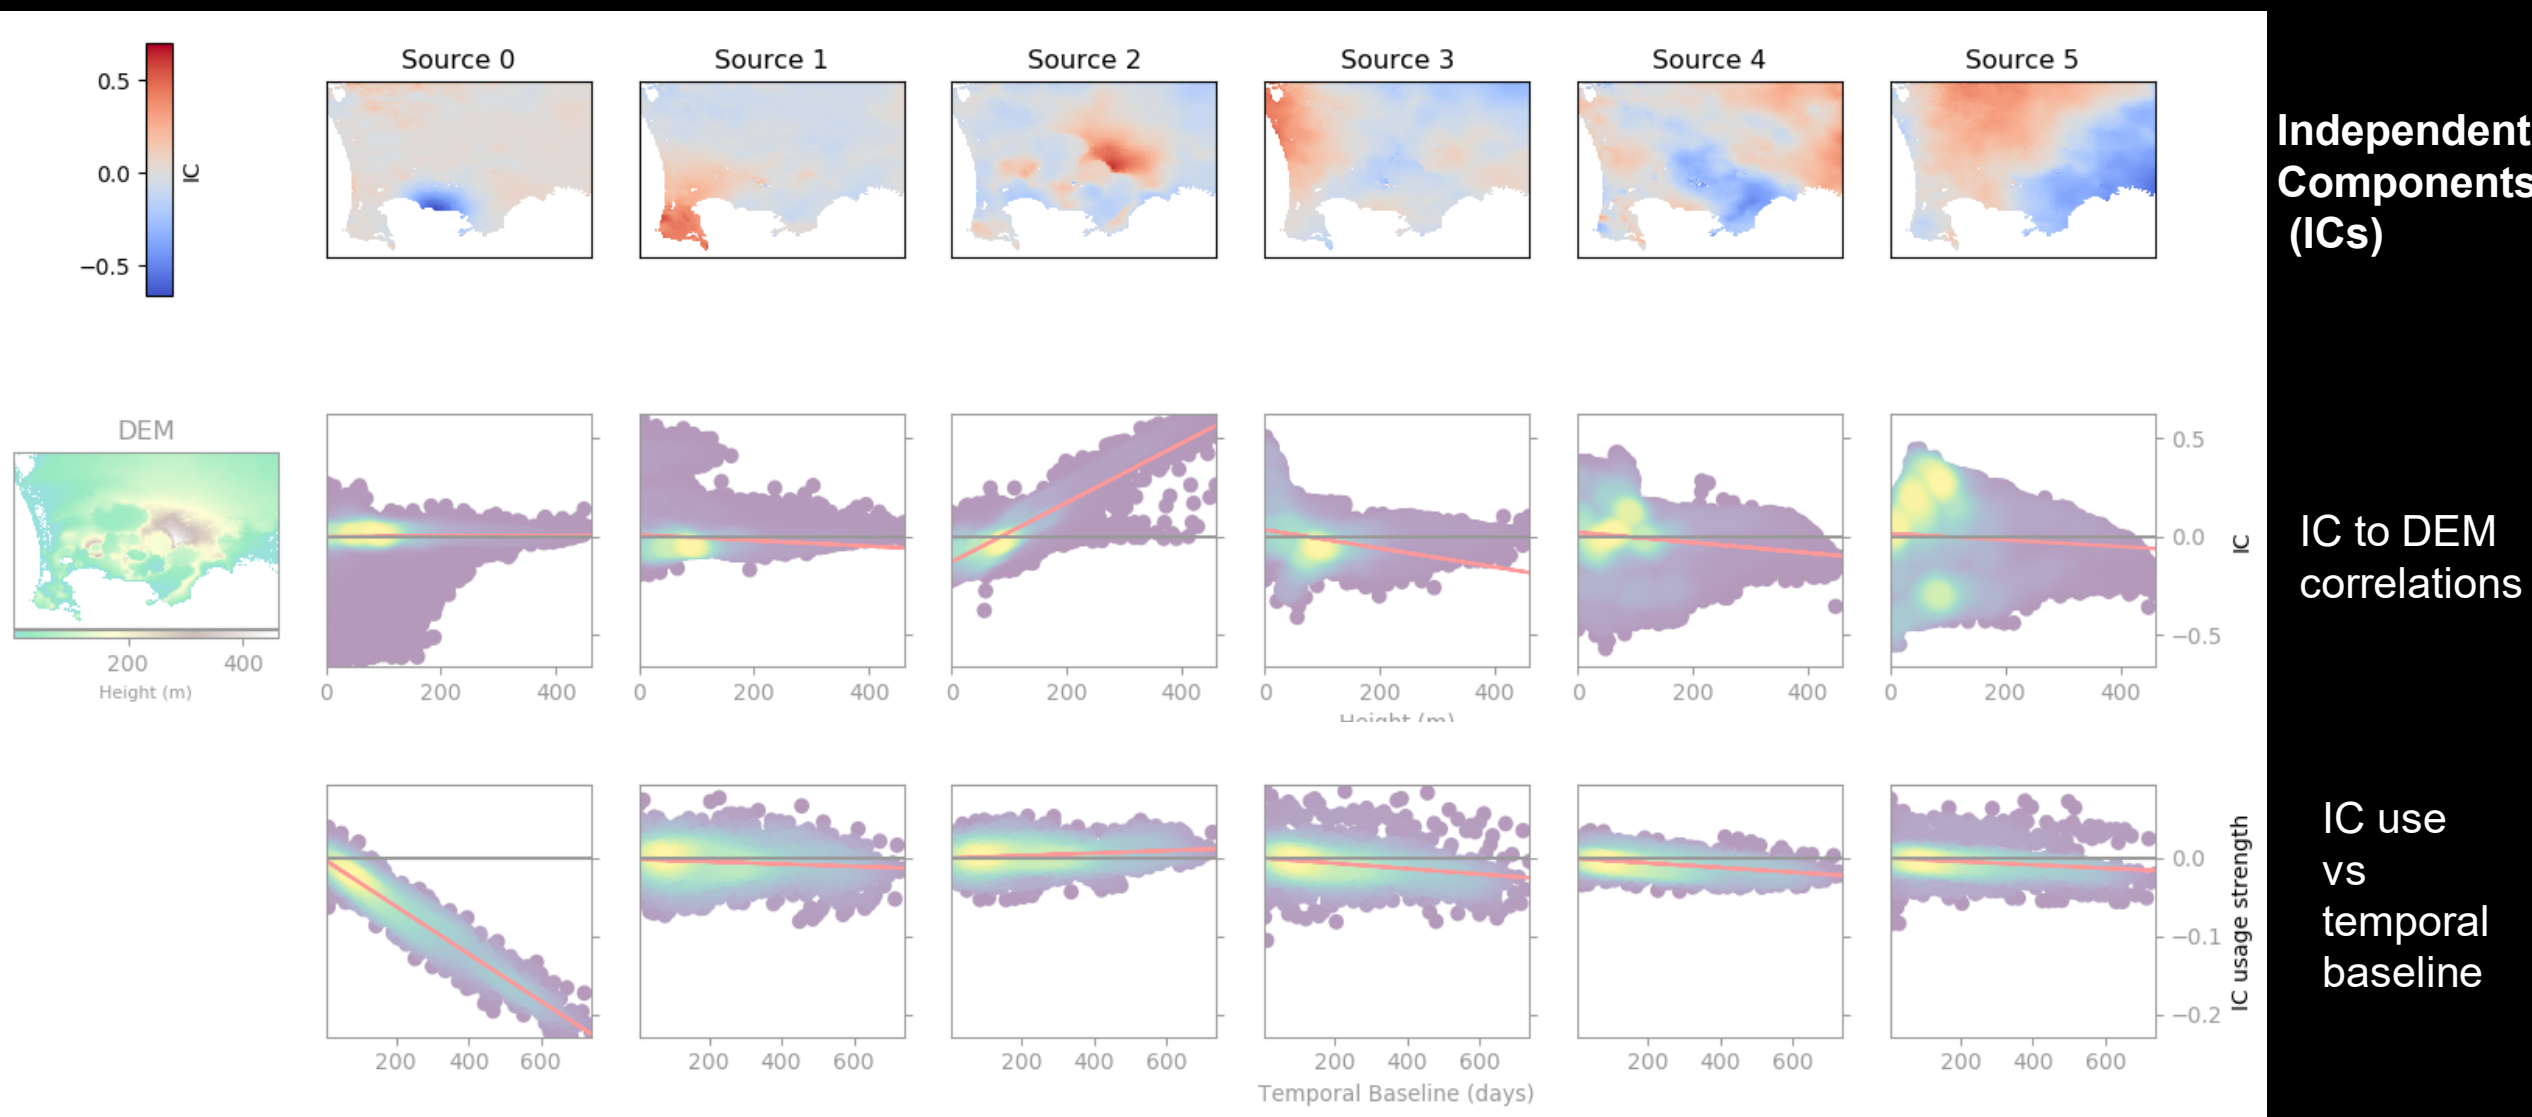 Source 0
Source 1
Source 2
Source 3
Source 4
Source 5
0.5
0.0
−0.5
IC
Independent
Components
(ICs)
DEM
200
400
Height (m)
0
200
400
0
200
400
0
200
400
0
200
400
0
200
400
0
200
400
Height (m)
0.5
0.0
−0.5
IC
IC to DEM
correlations
200
400
600
200
400
600
200
400
600
200
400
600
200
400
600
200
400
600
Temporal Baseline (days)
0.0
−0.1
−0.2
IC usage strength
IC use
vs
temporal
baseline